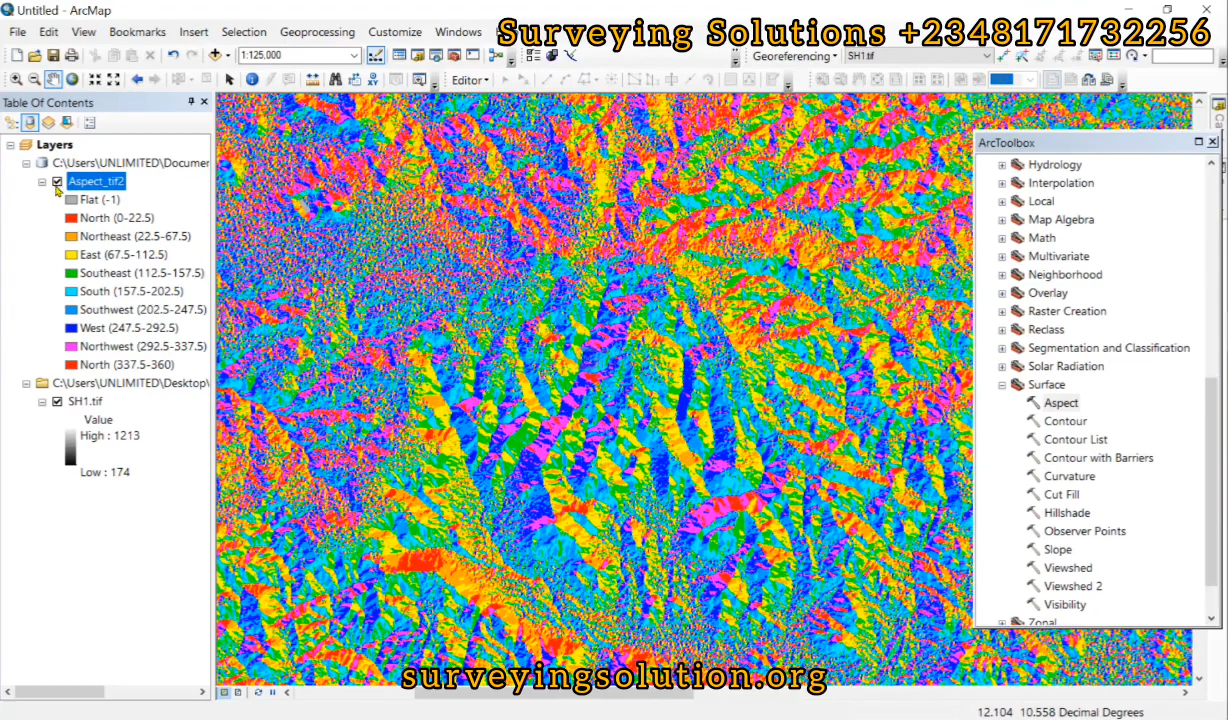 Untitled - ArcMap
File Edit View Bookmarks Insert Selection Geoprocessing Customize Windows
Surveying Solutions +2348171732256
1:125,000
Georeferencing
SH1.tif
Editor
Table Of Contents
Layers
C:\Users\UNLIMITED\Documer
Aspect_tif2
Flat (-1)
North (0-22.5)
Northeast (22.5-67.5)
East (67.5-112.5)
Southeast (112.5-157.5)
South (157.5-202.5)
Southwest (202.5-247.5)
West (247.5-292.5)
Northwest (292.5-337.5)
North (337.5-360)
C:\Users\UNLIMITED\Desktop\
SH1.tif
Value
High : 1213
Low : 174
ArcToolbox
Hydrology
Interpolation
Local
Map Algebra
Math
Multivariate
Neighborhood
Overlay
Raster Creation
Reclass
Segmentation and Classification
Solar Radiation
Surface
Aspect
Contour
Contour List
Contour with Barriers
Curvature
Cut Fill
Hillshade
Observer Points
Slope
Viewshed
Viewshed 2
Visibility
Zonal
surveyingsolution.org
12.104 10.558 Decimal Degrees